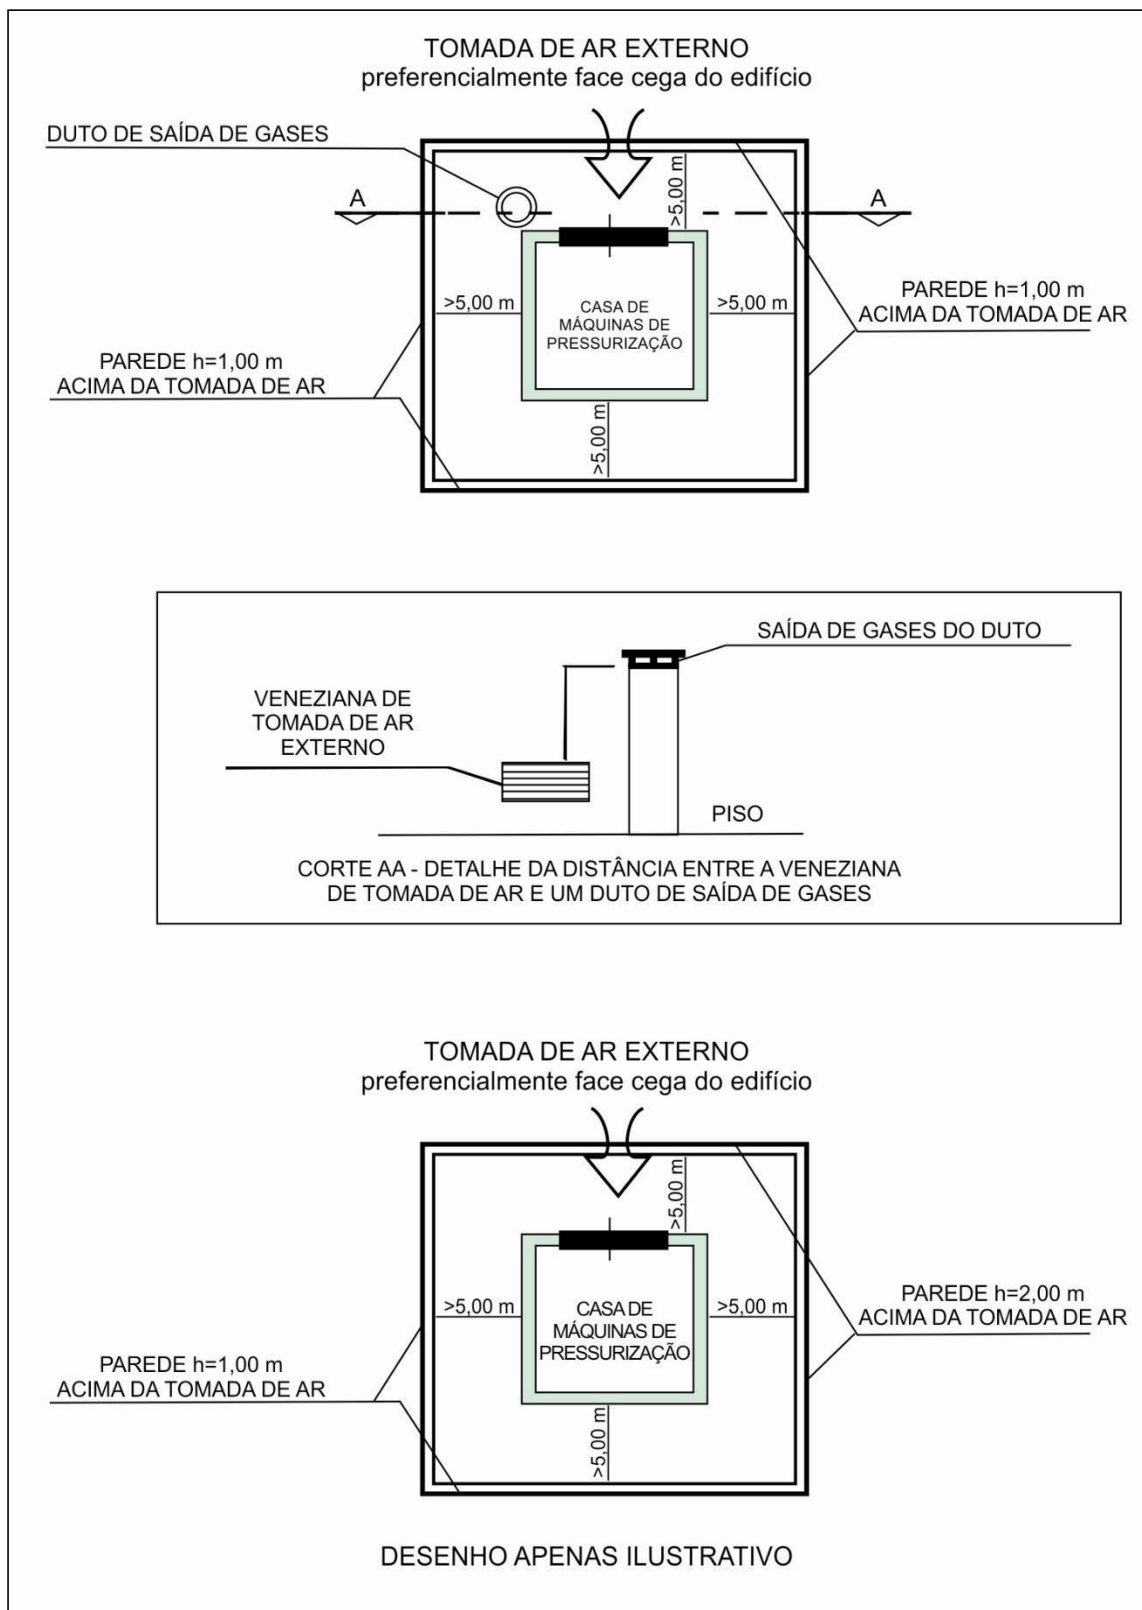 TOMADA DE AR EXTERNO
preferencialmente face cega do edifício
DUTO DE SAÍDA DE GASES
A
A
>5,00 m
>5,00 m
CASA DE
MÁQUINAS DE
PRESSURIZAÇÃO
>5,00 m
PAREDE h=1,00 m
ACIMA DA TOMADA DE AR
PAREDE h=1,00 m
ACIMA DA TOMADA DE AR
>5,00 m
SAÍDA DE GASES DO DUTO
VENEZIANA DE
TOMADA DE AR
EXTERNO
PISO
CORTE AA - DETALHE DA DISTÂNCIA ENTRE A VENEZIANA
DE TOMADA DE AR E UM DUTO DE SAÍDA DE GASES
TOMADA DE AR EXTERNO
preferencialmente face cega do edifício
>5,00 m
>5,00 m
CASA DE
MÁQUINAS DE
PRESSURIZAÇÃO
>5,00 m
PAREDE h=2,00 m
ACIMA DA TOMADA DE AR
PAREDE h=1,00 m
ACIMA DA TOMADA DE AR
>5,00 m
DESENHO APENAS ILUSTRATIVO